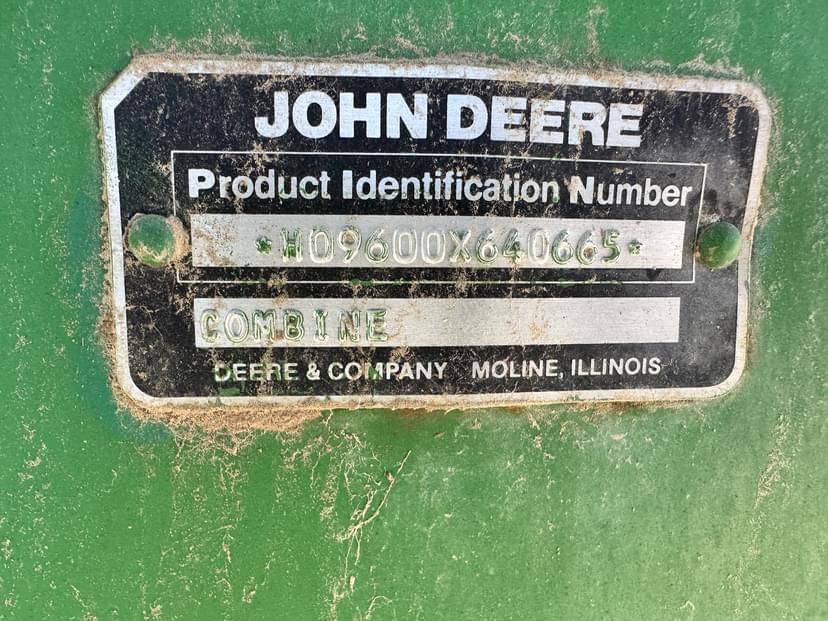 JOHN DEERE
Product Identification Number
*H09600X640665*
COMBINE
DEERE & COMPANY MOLINE, ILLINOIS